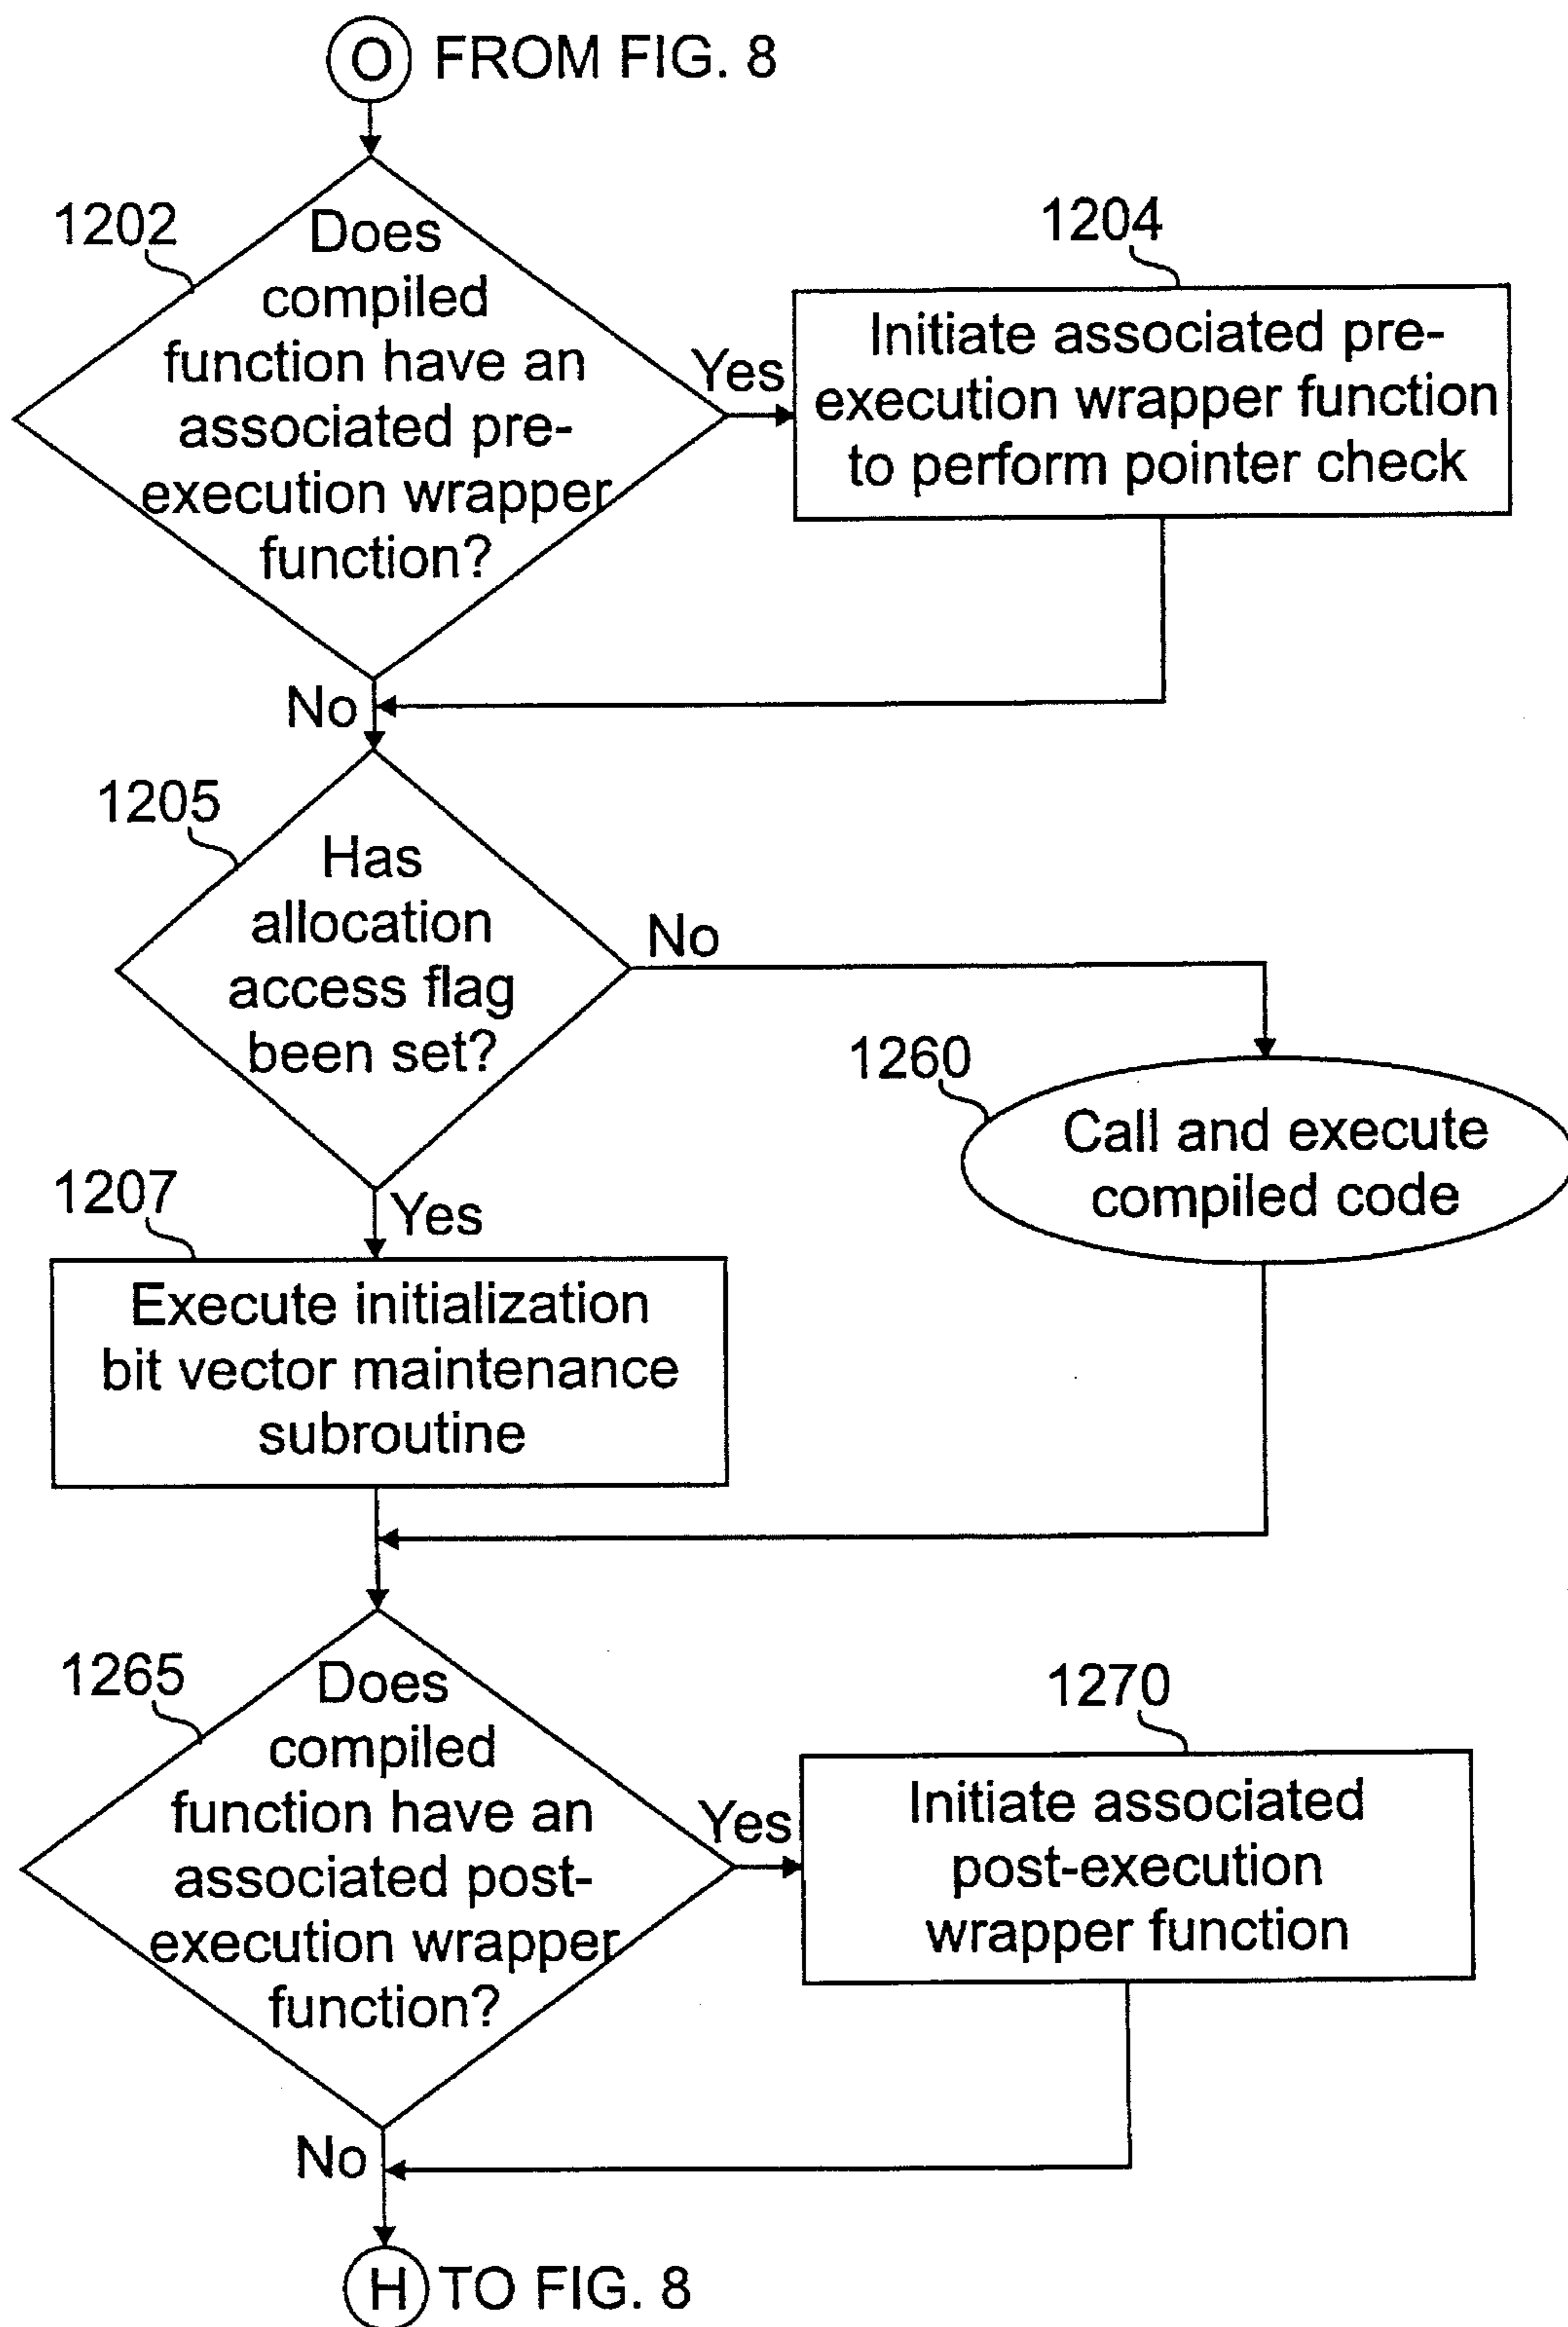 O FROM FIG. 8
1202
Does
compiled
function have an
associated pre-
execution wrapper
function?
Yes
1204
Initiate associated pre-
execution wrapper function
to perform pointer check
No
1205
Has
allocation
access flag
been set?
No
1260
Call and execute
compiled code
Yes
1207
Execute initialization
bit vector maintenance
subroutine
1265
Does
compiled
function have an
associated post-
execution wrapper
function?
Yes
1270
Initiate associated
post-execution
wrapper function
No
H TO FIG. 8